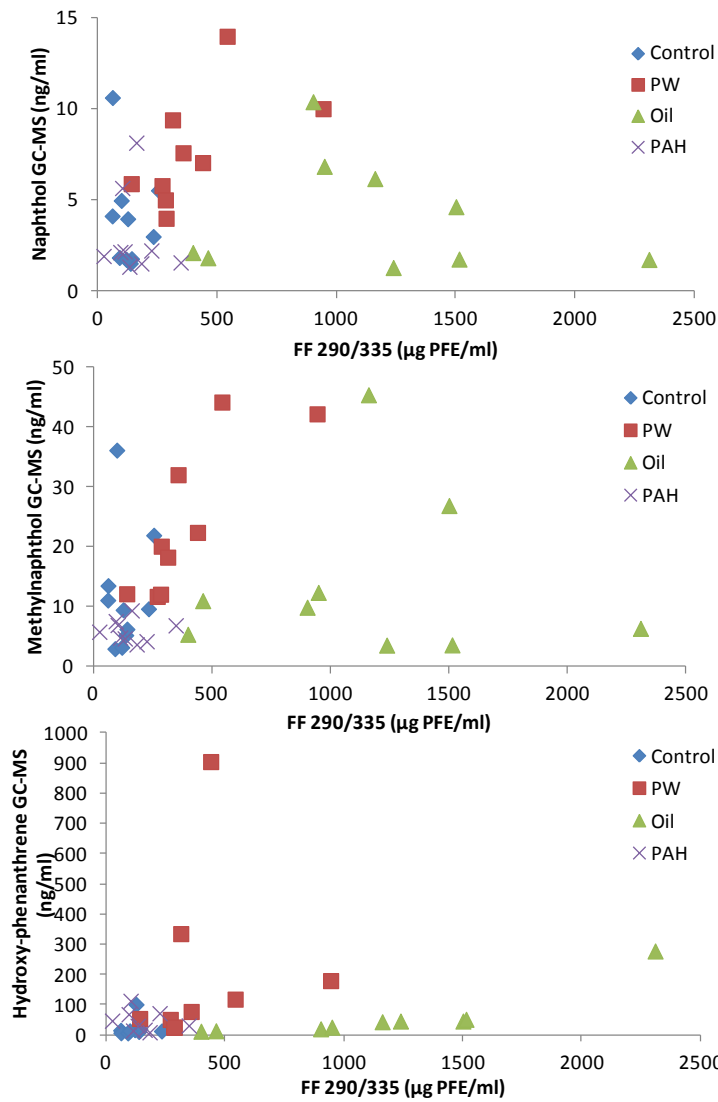 15
10
5
0
Naphthol GC-MS (ng/ml)
0 500 1000 1500 2000 2500
FF 290/335 (µg PFE/ml)
Control
PW
Oil
PAH
50
40
30
20
10
0
Methylnaphthol GC-MS (ng/ml)
0 500 1000 1500 2000 2500
FF 290/335 (µg PFE/ml)
Control
PW
Oil
PAH
1000
900
800
700
600
500
400
300
200
100
0
Hydroxy-phenanthrene GC-MS
(ng/ml)
0 500 1000 1500 2000 2500
FF 290/335 (µg PFE/ml)
Control
PW
Oil
PAH